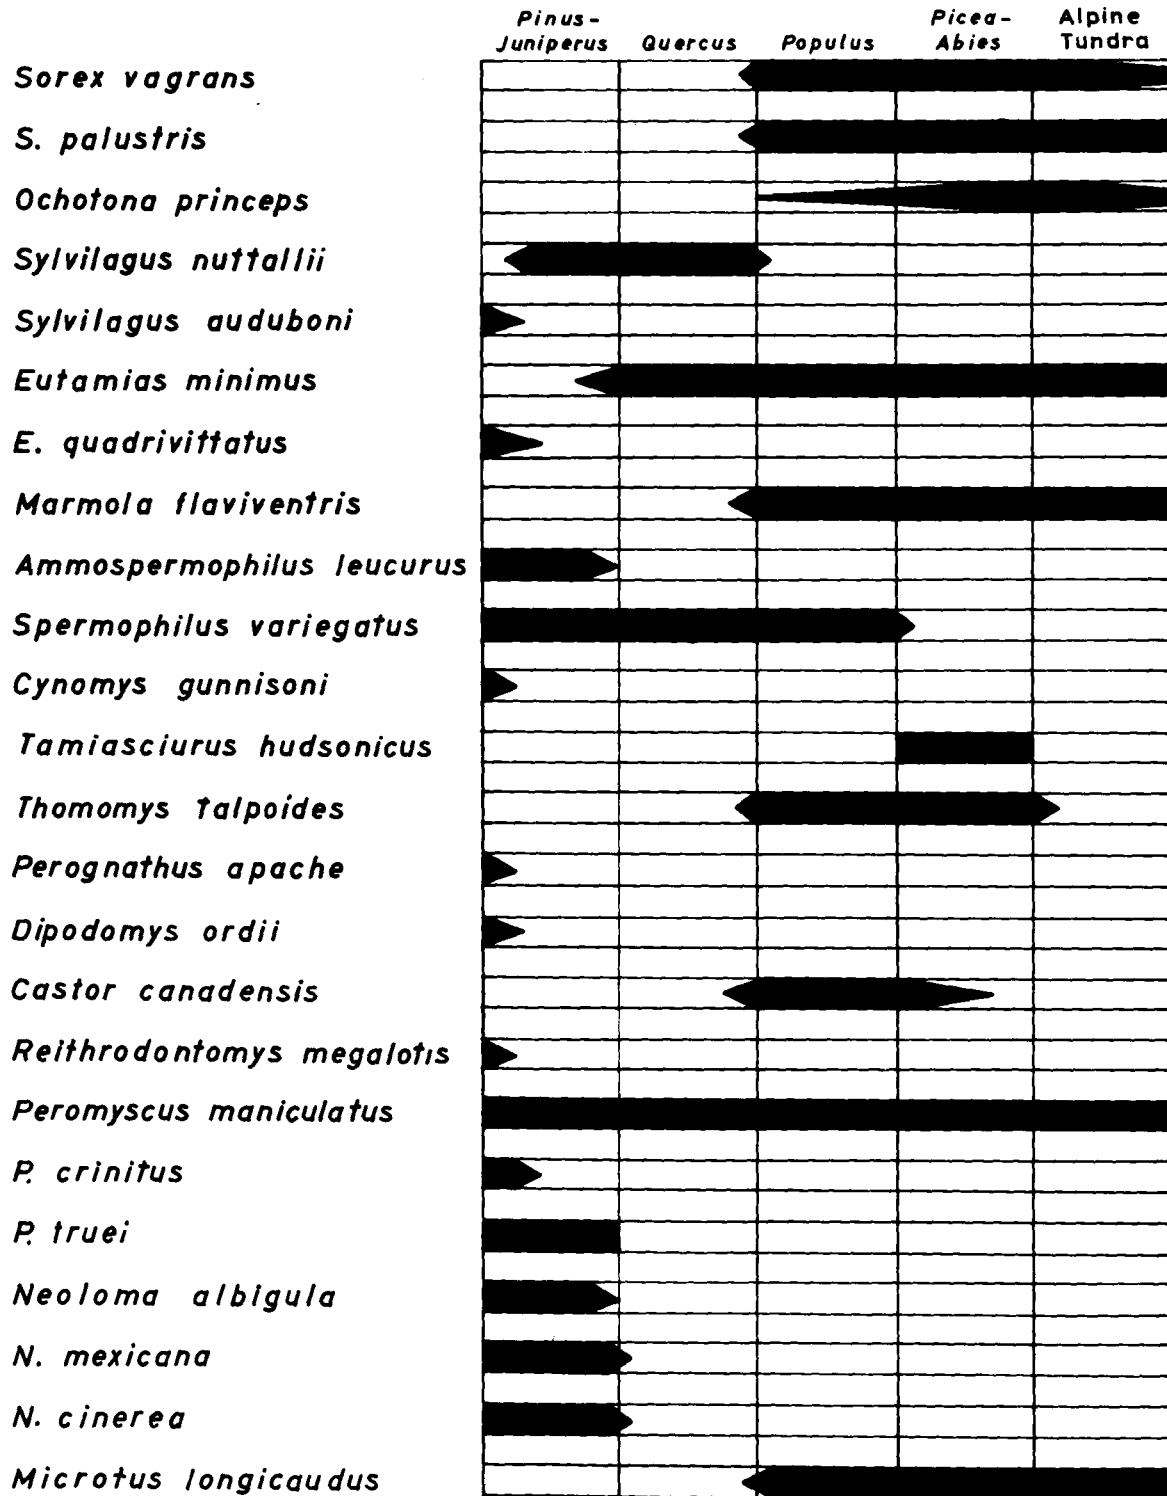 Pinus-
Juniperus
Quercus
Populus
Picea-
Abies
Alpine
Tundra
Sorex vagrans
S. palustris
Ochotona princeps
Sylvilagus nuttallii
Sylvilagus auduboni
Eutamias minimus
E. quadrivittatus
Marmola flaviventris
Ammospermophilus leucurus
Spermophilus variegatus
Cynomys gunnisoni
Tamiasciurus hudsonicus
Thomomys talpoides
Perognathus apache
Dipodomys ordii
Castor canadensis
Reithrodontomys megalotis
Peromyscus maniculatus
P. crinitus
P. truei
Neoloma albigula
N. mexicana
N. cinerea
Microtus longicaudus